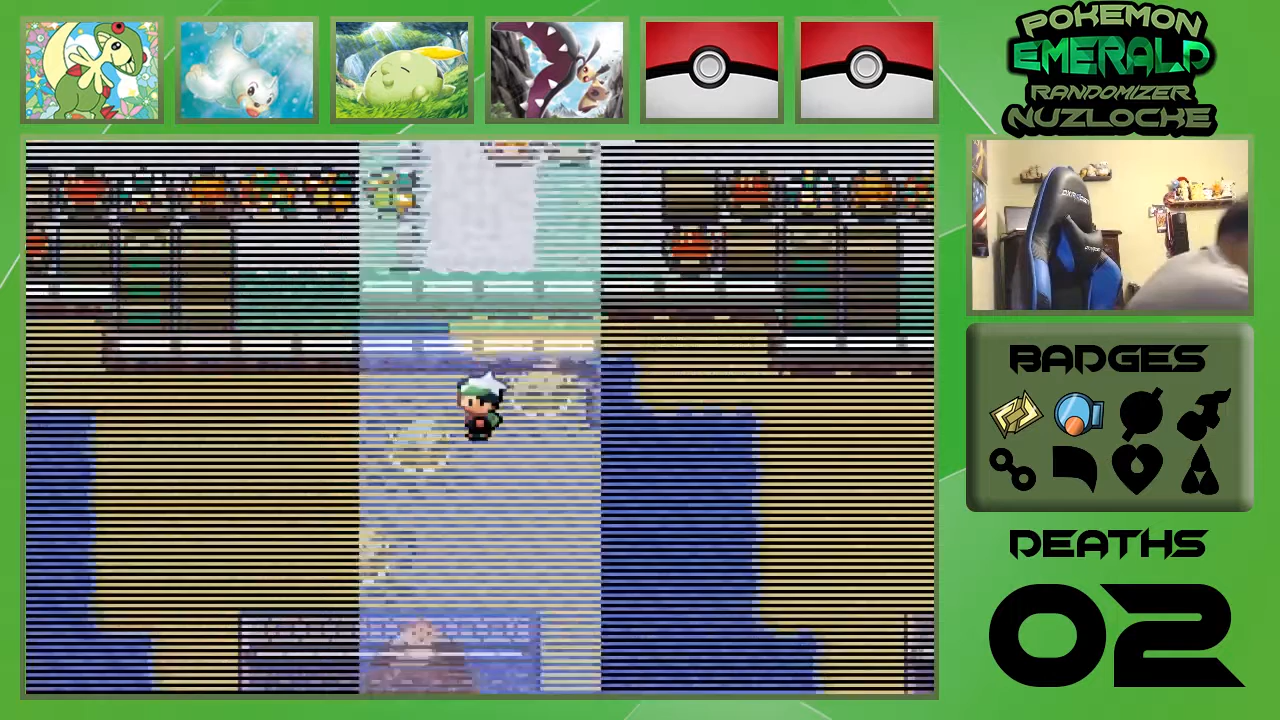 POKEMON
EMERALD
RANDOMIZER
NUZLOCKE
BADGES
DEATHS
02